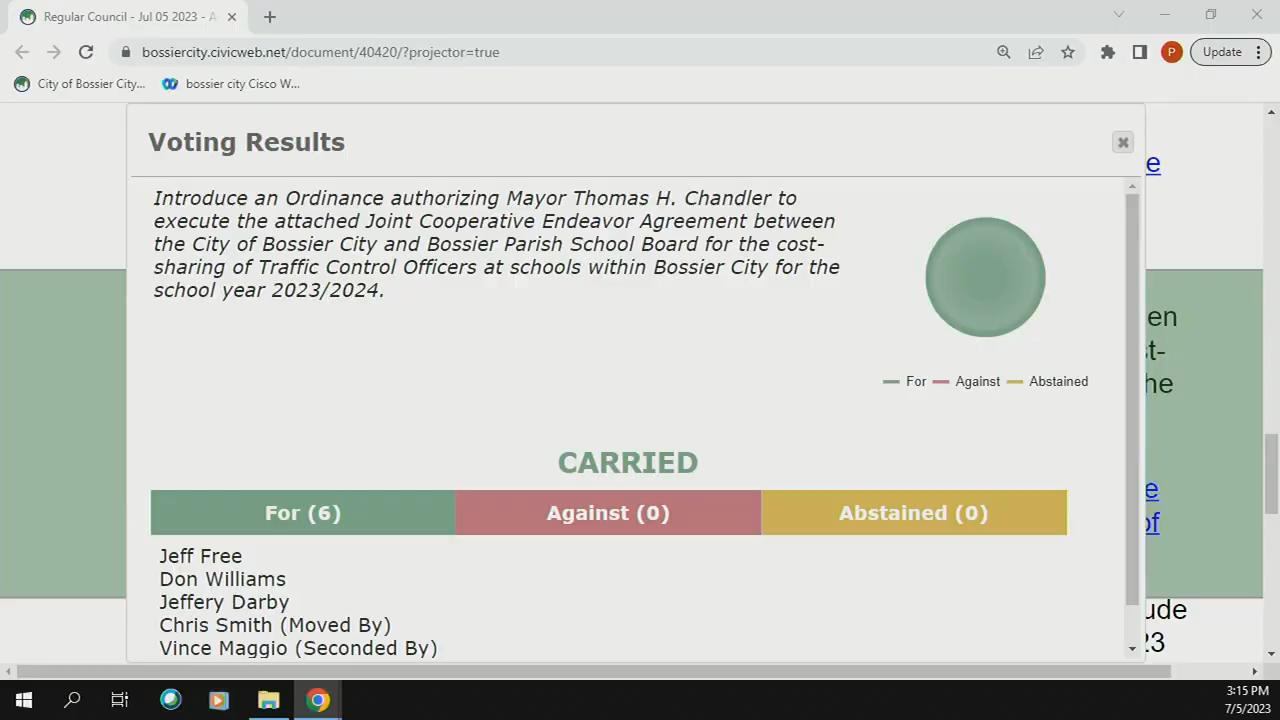 Regular Council - Jul 05 2023 - A
bossiercity.civicweb.net/document/40420/?projector=true
P
Update
City of Bossier City...
bossier city Cisco W...
Voting Results
Introduce an Ordinance authorizing Mayor Thomas H. Chandler to
execute the attached Joint Cooperative Endeavor Agreement between
the City of Bossier City and Bossier Parish School Board for the cost-
sharing of Traffic Control Officers at schools within Bossier City for the
school year 2023/2024.
For Against Abstained
CARRIED
For (6) Against (0) Abstained (0)
Jeff Free
Don Williams
Jeffery Darby
Chris Smith (Moved By)
Vince Maggio (Seconded By)
e
en
t-
he
e
of
ude
23
3:15 PM
7/5/2023